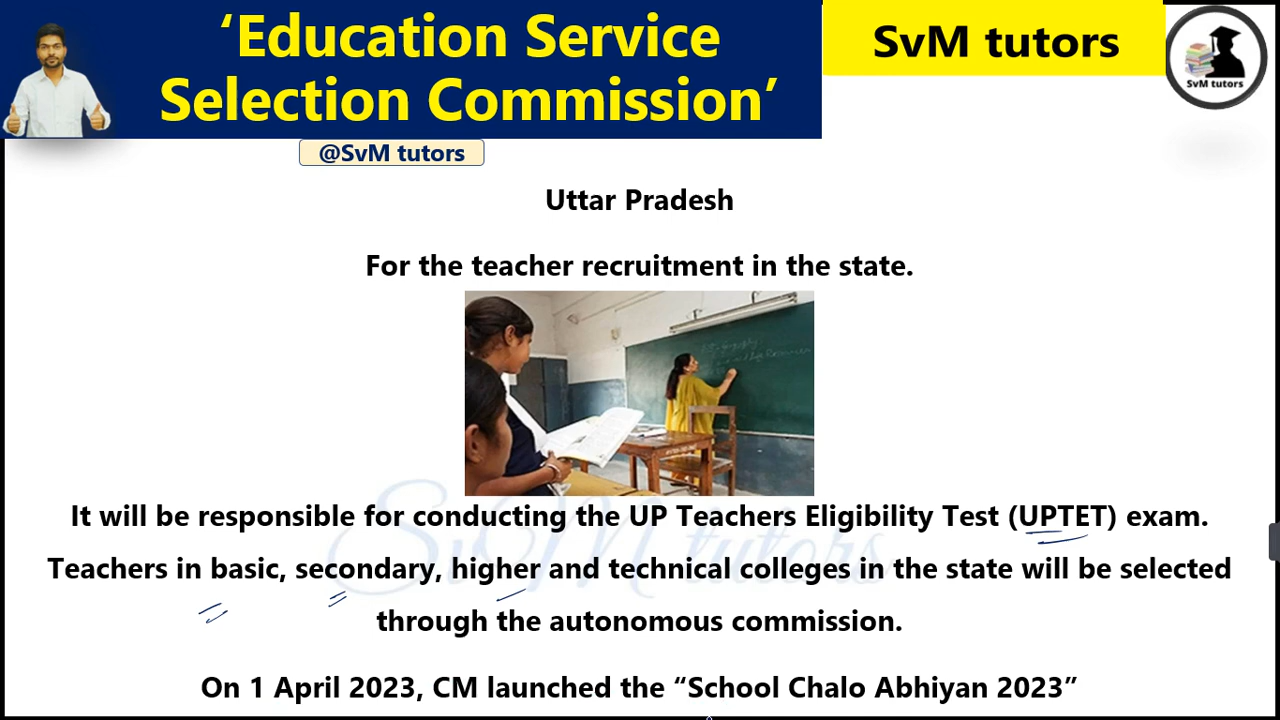 ‘Education Service
Selection Commission’
SvM tutors
SvM tutors
@SvM tutors
Uttar Pradesh
For the teacher recruitment in the state.
It will be responsible for conducting the UP Teachers Eligibility Test (UPTET) exam.
Teachers in basic, secondary, higher and technical colleges in the state will be selected
through the autonomous commission.
On 1 April 2023, CM launched the “School Chalo Abhiyan 2023”
SvM tutors